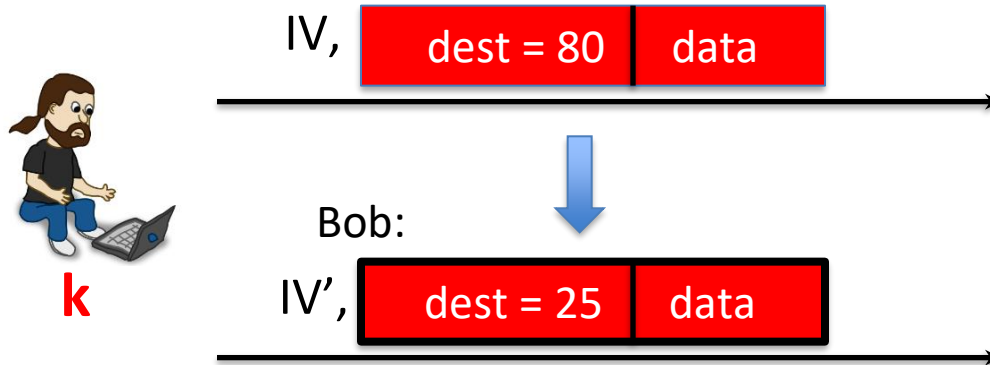 IV, dest = 80 data
Bob:
k
IV’, dest = 25 data